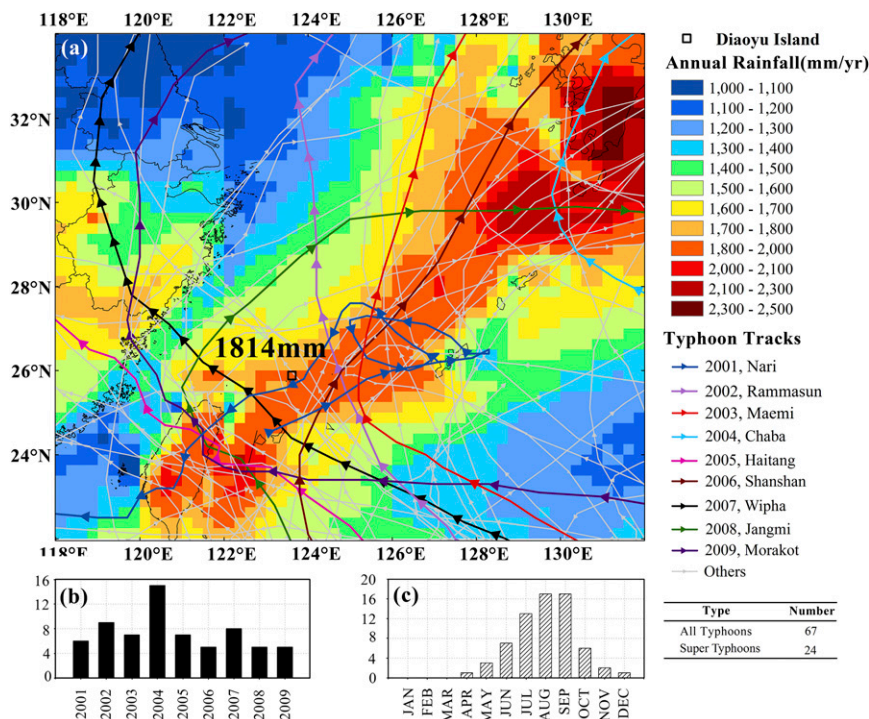 118°E 120°E 122°E 124°E 126°E 128°E 130°E
(a)
32°N
30°N
28°N
26°N
24°N
1814mm
118°E 120°E 122°E 124°E 126°E 128°E 130°E
Diaoyu Island
Annual Rainfall(mm/yr)
1,000 - 1,100
1,100 - 1,200
1,200 - 1,300
1,300 - 1,400
1,400 - 1,500
1,500 - 1,600
1,600 - 1,700
1,700 - 1,800
1,800 - 2,000
2,000 - 2,100
2,100 - 2,300
2,300 - 2,500
Typhoon Tracks
2001, Nari
2002, Rammasun
2003, Maemi
2004, Chaba
2005, Haitang
2006, Shanshan
2007, Wipha
2008, Jangmi
2009, Morakot
Others
Type Number
All Typhoons 67
Super Typhoons 24
(b)
16
12
8
4
0
2001 2002 2003 2004 2005 2006 2007 2008 2009
(c)
20
16
12
8
4
0
JAN FEB MAR APR MAY JUN JUL AUG SEP OCT NOV DEC